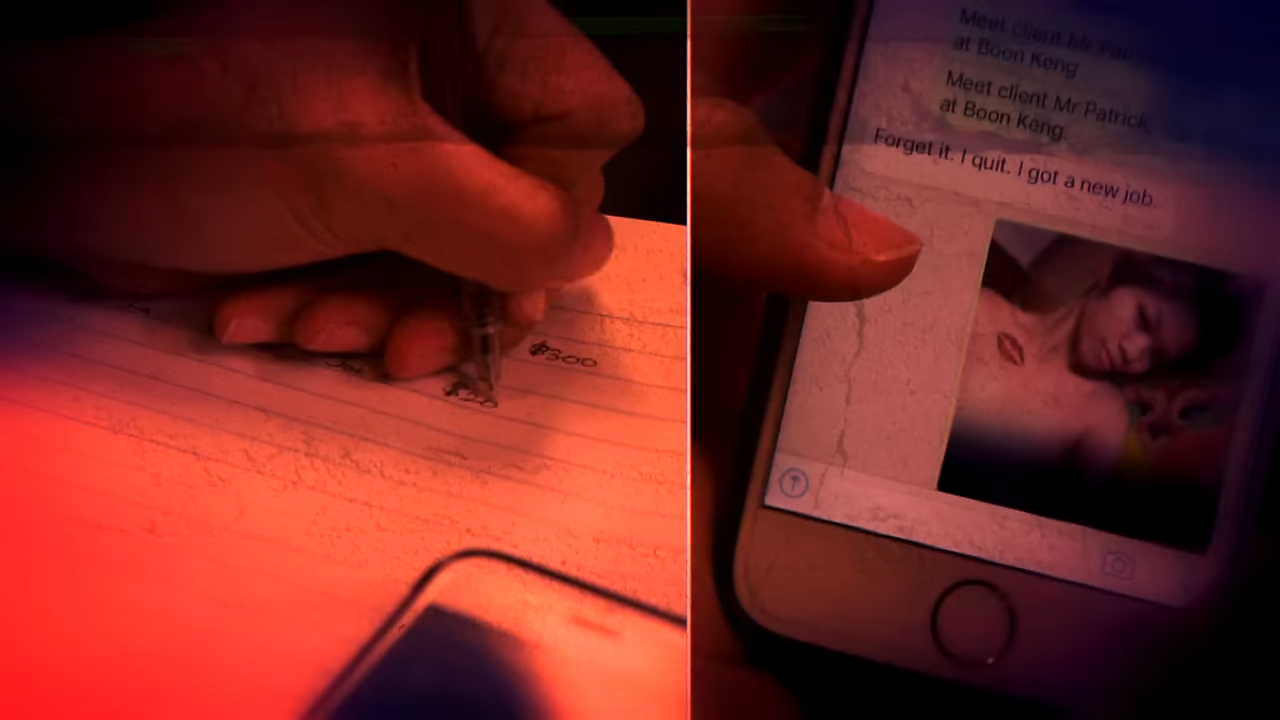 $300
Meet client Mr Patrick
at Boon Keng
Meet client Mr Patrick
at Boon Keng
Forget it. I quit. I got a new job.